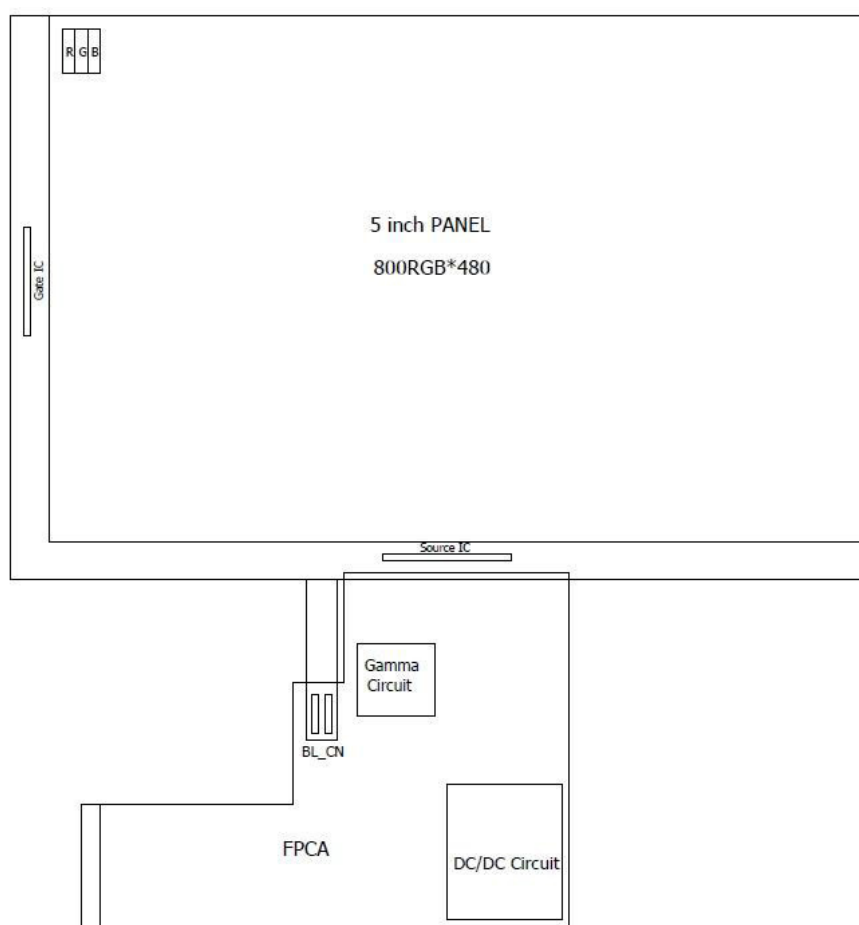 R G B
5 inch PANEL
800RGB*480
Gate IC
Source IC
Gamma
Circuit
BL_CN
FPCA
DC/DC Circuit